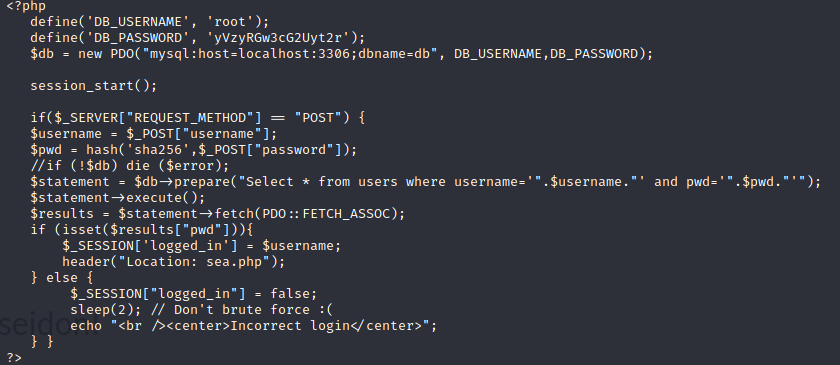 <?php
define('DB_USERNAME', 'root');
define('DB_PASSWORD', 'yVzyRGw3cG2Uyt2r');
$db = new PDO("mysql:host=localhost:3306;dbname=db", DB_USERNAME,DB_PASSWORD);
session_start();
if($_SERVER["REQUEST_METHOD"] == "POST") {
$username = $_POST["username"];
$pwd = hash('sha256',$_POST["password"]);
//if (!$db) die ($error);
$statement = $db->prepare("Select * from users where username='".$username."' and pwd='".$pwd."'");
$statement->execute();
$results = $statement->fetch(PDO::FETCH_ASSOC);
if (isset($results["pwd"])){
$_SESSION['logged_in'] = $username;
header("Location: sea.php");
} else {
$_SESSION["logged_in"] = false;
sleep(2); // Don't brute force :(
echo "<br /><center>Incorrect login</center>";
} }
?>